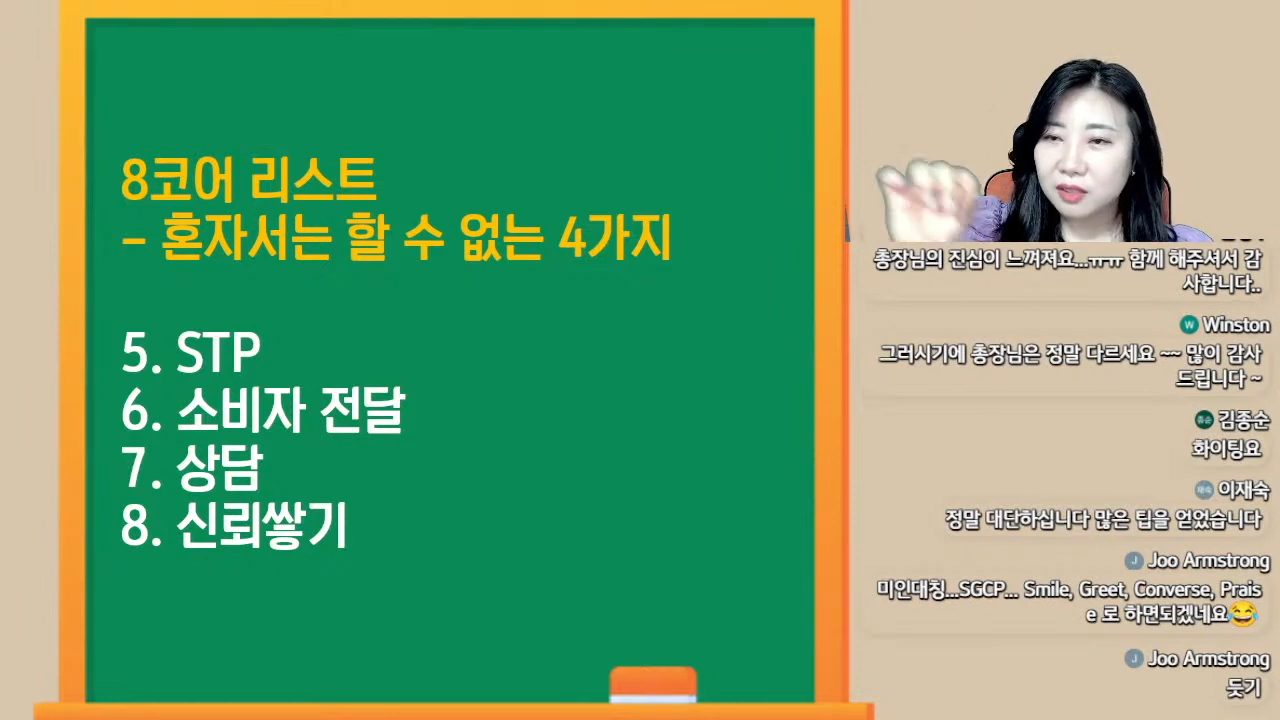 8코어 리스트
- 혼자서는 할 수 없는 4가지
5. STP
6. 소비자 전달
7. 상담
8. 신뢰쌓기
총장님의 진심이 느껴져요...ㅠㅠ 함께 해주셔서 감
사합니다..
W Winston
그러시기에 총장님은 정말 다르세요 ~~ 많이 감사
드립니다 ~
종순 김종순
화이팅요
재숙 이재숙
정말 대단하십니다 많은 팁을 얻었습니다
J Joo Armstrong
미인대칭...SGCP... Smile, Greet, Converse, Prais
e 로 하면되겠네요😂
J Joo Armstrong
듯기